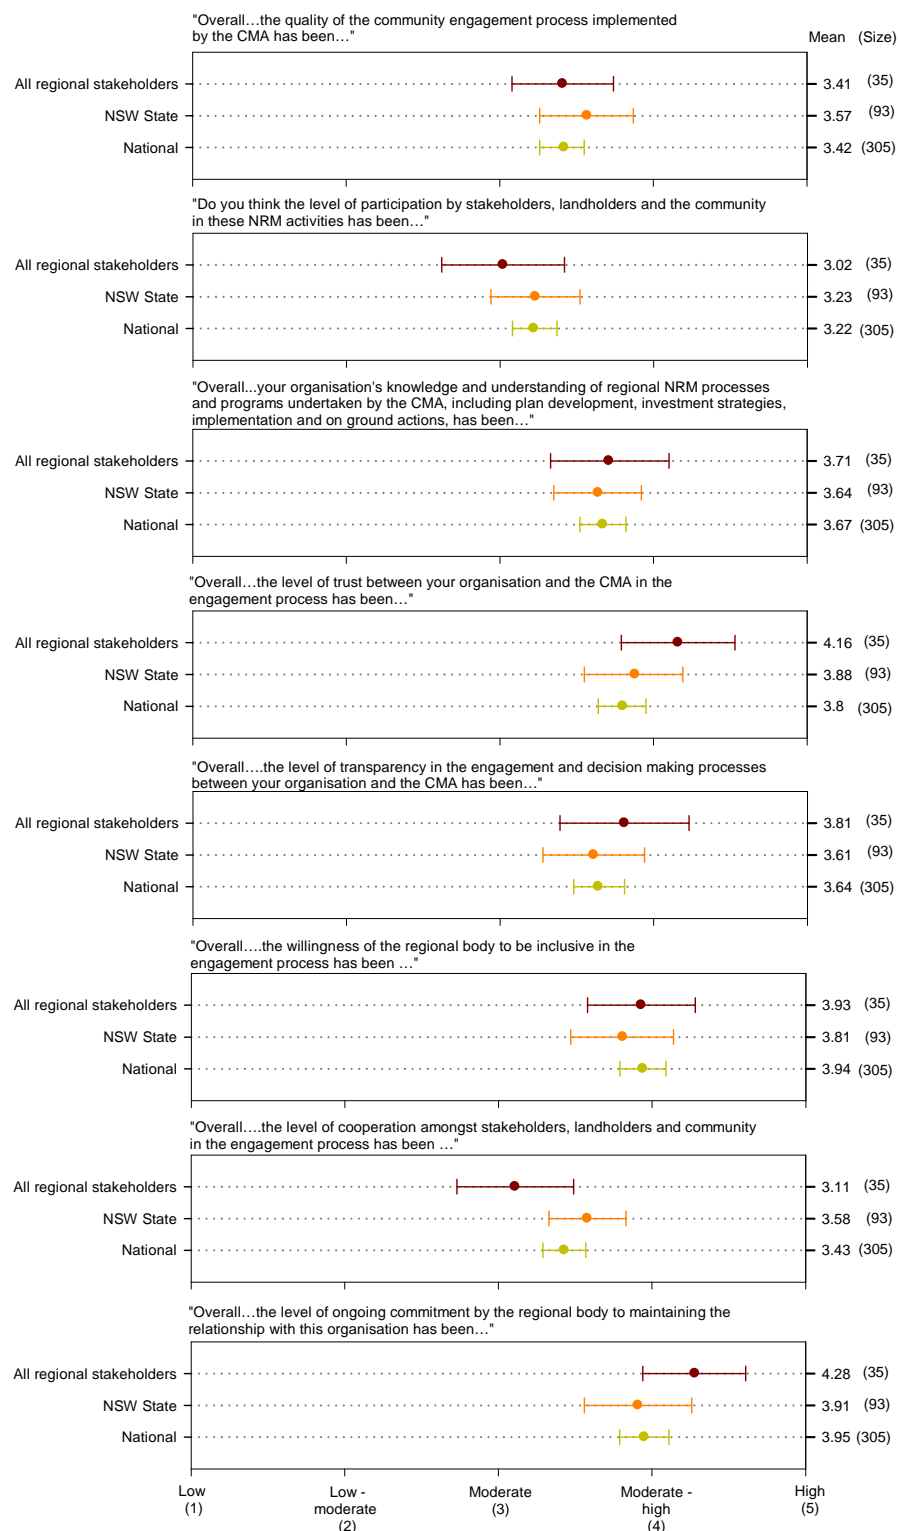 "Overall…the quality of the community engagement process implemented
by the CMA has been…"
Mean (Size)
All regional stakeholders 3.41 (35)
NSW State 3.57 (93)
National 3.42 (305)
"Do you think the level of participation by stakeholders, landholders and the community
in these NRM activities has been…"
All regional stakeholders 3.02 (35)
NSW State 3.23 (93)
National 3.22 (305)
"Overall...your organisation's knowledge and understanding of regional NRM processes
and programs undertaken by the CMA, including plan development, investment strategies,
implementation and on ground actions, has been…"
All regional stakeholders 3.71 (35)
NSW State 3.64 (93)
National 3.67 (305)
"Overall…the level of trust between your organisation and the CMA in the
engagement process has been…"
All regional stakeholders 4.16 (35)
NSW State 3.88 (93)
National 3.8 (305)
"Overall….the level of transparency in the engagement and decision making processes
between your organisation and the CMA has been…"
All regional stakeholders 3.81 (35)
NSW State 3.61 (93)
National 3.64 (305)
"Overall….the willingness of the regional body to be inclusive in the
engagement process has been …"
All regional stakeholders 3.93 (35)
NSW State 3.81 (93)
National 3.94 (305)
"Overall….the level of cooperation amongst stakeholders, landholders and community
in the engagement process has been …"
All regional stakeholders 3.11 (35)
NSW State 3.58 (93)
National 3.43 (305)
"Overall…the level of ongoing commitment by the regional body to maintaining the
relationship with this organisation has been…"
All regional stakeholders 4.28 (35)
NSW State 3.91 (93)
National 3.95 (305)
Low Low - Moderate Moderate - High
(1) moderate (3) high (5)
(2) (4)